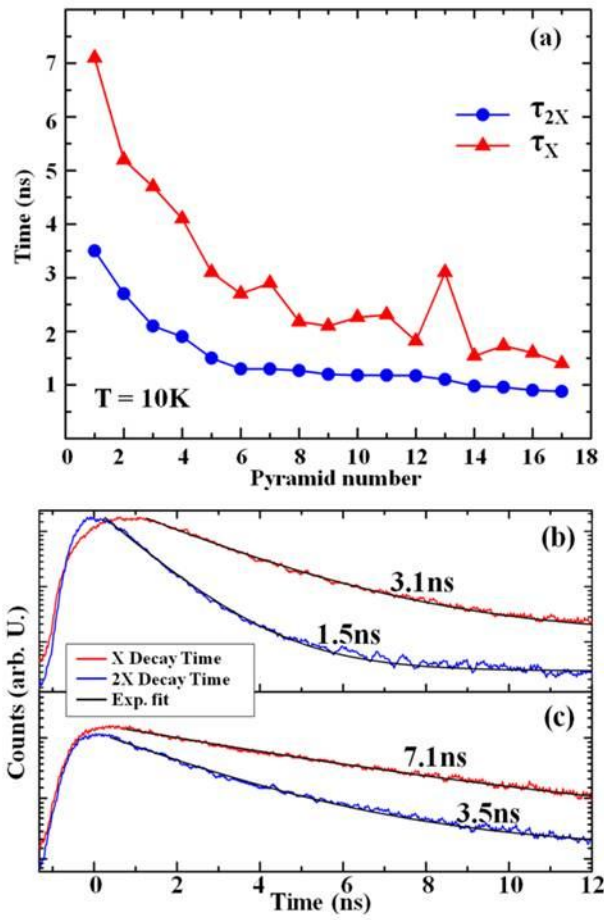 (a)
7
6
5
4
3
2
1
Time (ns)
τ2X
τX
T = 10K
0 2 4 6 8 10 12 14 16 18
Pyramid number
(b)
3.1ns
1.5ns
X Decay Time
2X Decay Time
Exp. fit
(c)
7.1ns
3.5ns
Counts (arb. U.)
0 2 4 6 8 10 12
Time (ns)